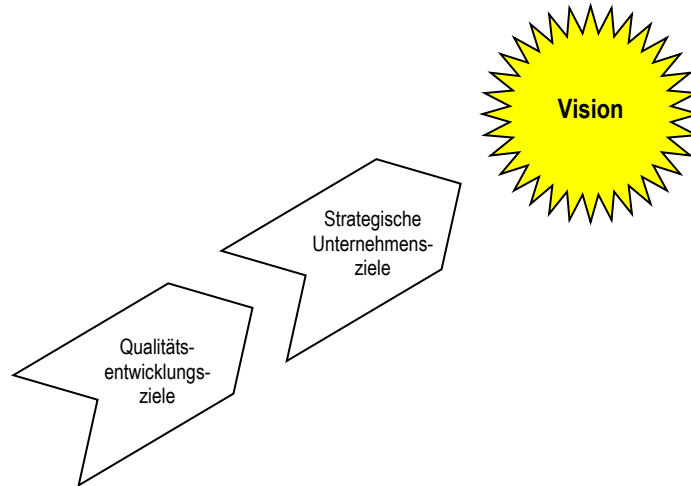 Vision
Strategische
Unternehmens-
ziele
Qualitäts-
entwicklungs-
ziele